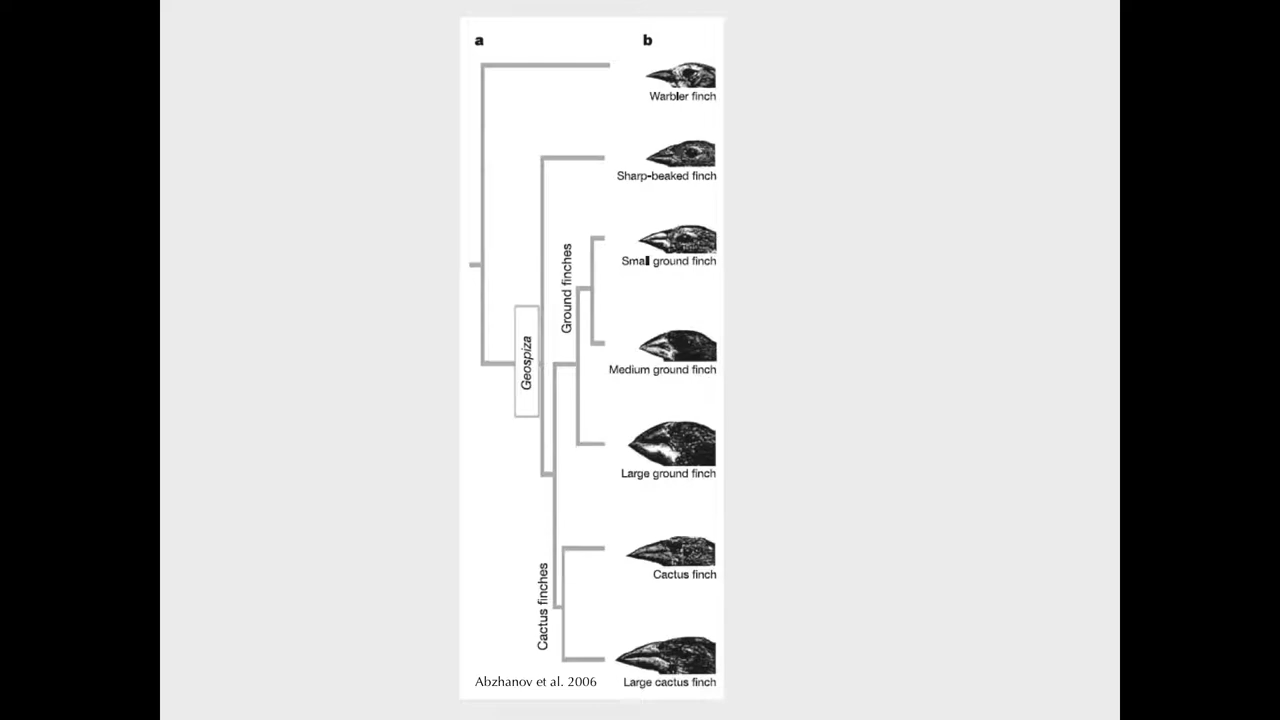 a
b
Warbler finch
Sharp-beaked finch
Ground finches
Small ground finch
Geospiza
Medium ground finch
Large ground finch
Cactus finches
Cactus finch
Abzhanov et al. 2006
Large cactus finch